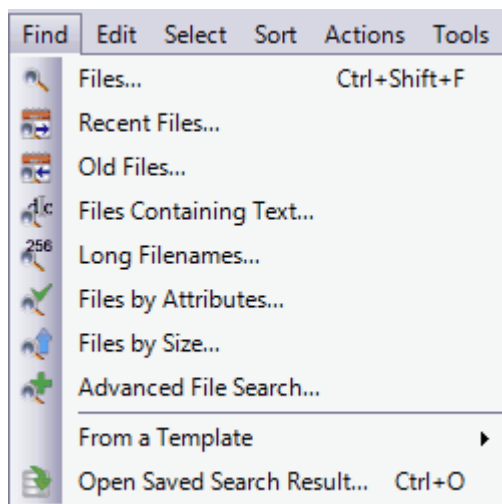 Find Edit Select Sort Actions Tools
Files... Ctrl+Shift+F
Recent Files...
Old Files...
d|c Files Containing Text...
256 Long Filenames...
Files by Attributes...
Files by Size...
Advanced File Search...
From a Template
Open Saved Search Result... Ctrl+O